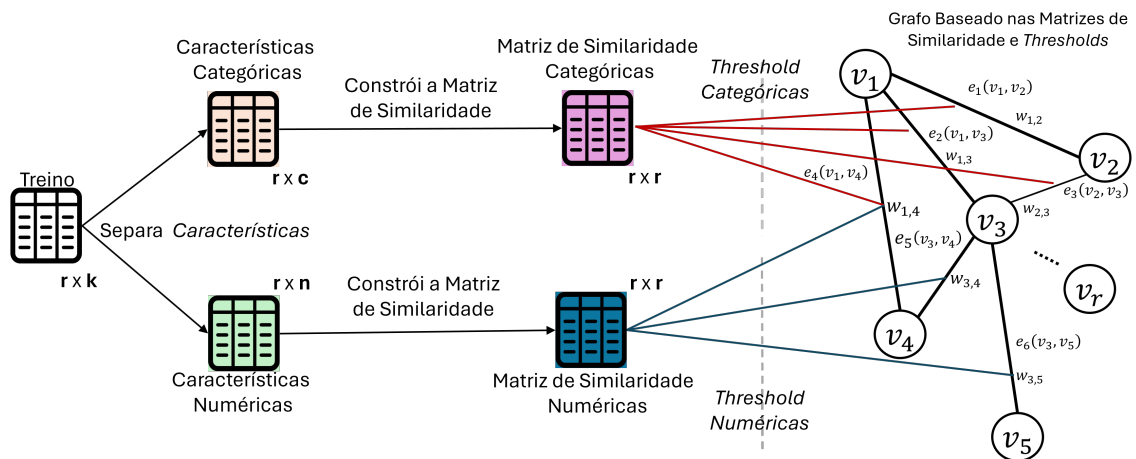 Treino
r x k
Separa Características
Características
Categóricas
r x c
Constrói a Matriz
de Similaridade
Matriz de Similaridade
Categóricas
r x r
Threshold
Categóricas
r x n
Características
Numéricas
Constrói a Matriz
de Similaridade
r x r
Matriz de Similaridade
Numéricas
Threshold
Numéricas
Grafo Baseado nas Matrizes de
Similaridade e Thresholds
v₁
e₁(v₁, v₂)
w₁,₂
e₂(v₁, v₃)
w₁,₃
v₂
e₃(v₂, v₃)
w₂,₃
e₄(v₁, v₄)
w₁,₄
v₃
e₅(v₃, v₄)
w₃,₄
vᵣ
v₄
e₆(v₃, v₅)
w₃,₅
v₅